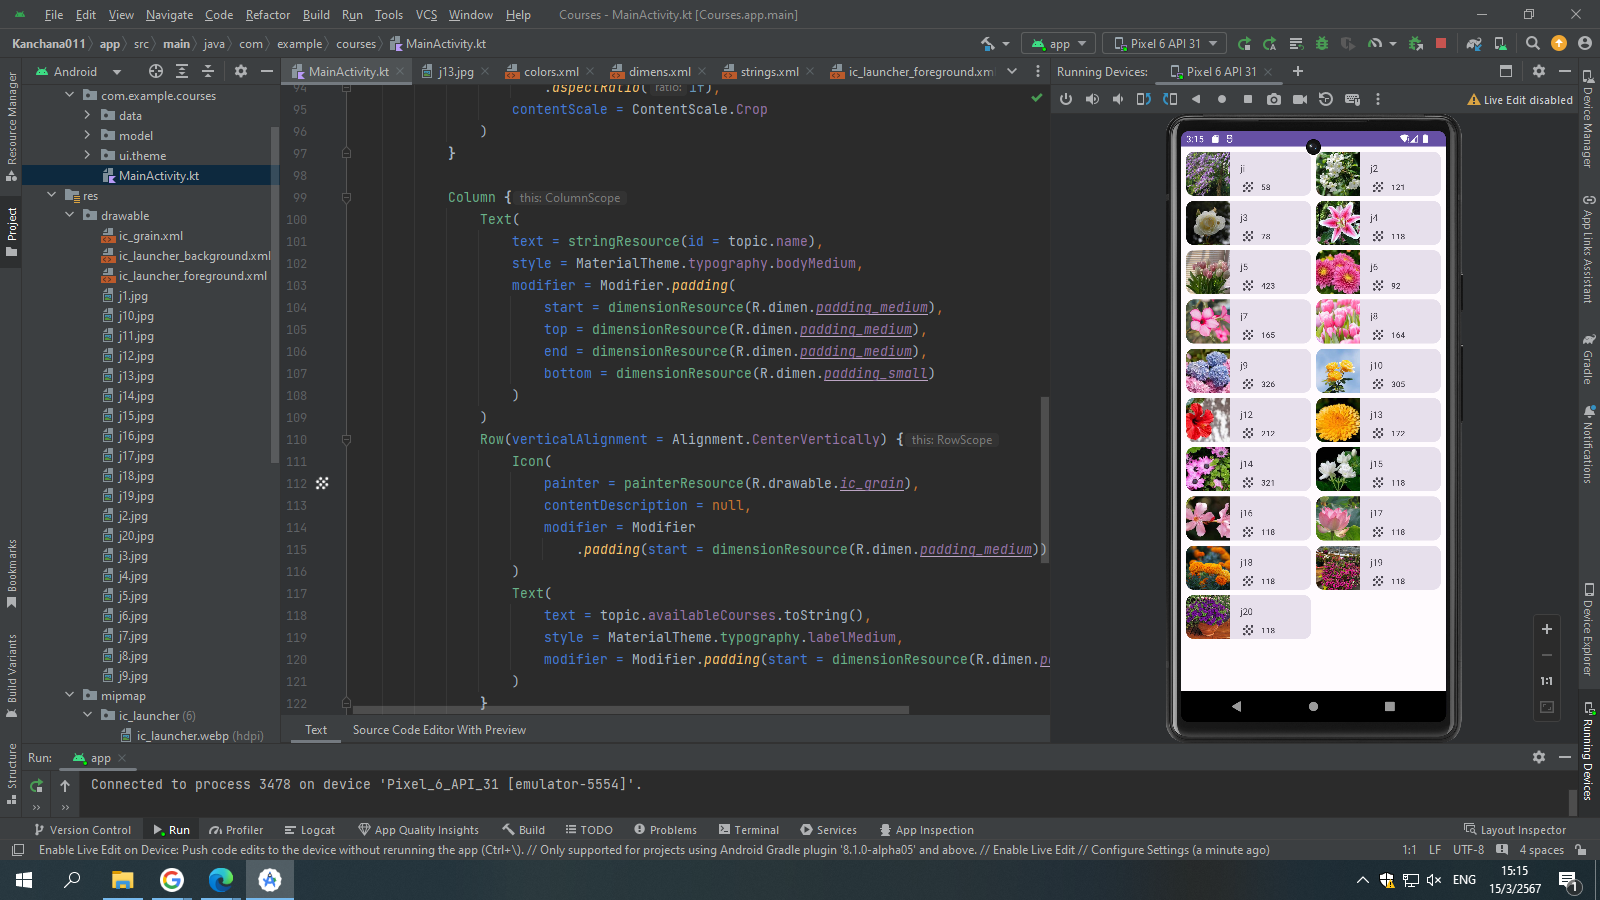 File Edit View Navigate Code Refactor Build Run Tools VCS Window Help Courses - MainActivity.kt [Courses.app.main]
Kanchana011 app src main java com example courses MainActivity.kt app Pixel 6 API 31
Android MainActivity.kt j13.jpg colors.xml dimens.xml strings.xml ic_launcher_foreground.xml Running Devices: Pixel 6 API 31
Live Edit disabled
Resource Manager
Project
Bookmarks
Build Variants
Structure
com.example.courses
data
model
ui.theme
MainActivity.kt
res
drawable
ic_grain.xml
ic_launcher_background.xml
ic_launcher_foreground.xml
j1.jpg
j10.jpg
j11.jpg
j12.jpg
j13.jpg
j14.jpg
j15.jpg
j16.jpg
j17.jpg
j18.jpg
j19.jpg
j2.jpg
j20.jpg
j3.jpg
j4.jpg
j5.jpg
j6.jpg
j7.jpg
j8.jpg
j9.jpg
mipmap
ic_launcher (6)
ic_launcher.webp (hdpi)
94 .aspectRatio( ratio: 1f),
95 contentScale = ContentScale.Crop
96 )
97 }
98
99 Column { this: ColumnScope
100 Text(
101 text = stringResource(id = topic.name),
102 style = MaterialTheme.typography.bodyMedium,
103 modifier = Modifier.padding(
104 start = dimensionResource(R.dimen.padding_medium),
105 top = dimensionResource(R.dimen.padding_medium),
106 end = dimensionResource(R.dimen.padding_medium),
107 bottom = dimensionResource(R.dimen.padding_small)
108 )
109 )
110 Row(verticalAlignment = Alignment.CenterVertically) { this: RowScope
111 Icon(
112 painter = painterResource(R.drawable.ic_grain),
113 contentDescription = null,
114 modifier = Modifier
115 .padding(start = dimensionResource(R.dimen.padding_medium))
116 )
117 Text(
118 text = topic.availableCourses.toString(),
119 style = MaterialTheme.typography.labelMedium,
120 modifier = Modifier.padding(start = dimensionResource(R.dimen.pa
121 )
122 }
Text Source Code Editor With Preview
3:15
ji
58
j2
121
j3
78
j4
118
j5
423
j6
92
j7
165
j8
164
j9
326
j10
305
j12
212
j13
172
j14
321
j15
118
j16
118
j17
118
j18
118
j19
118
j20
118
1:1
Device Manager
App Links Assistant
Gradle
Notifications
Device Explorer
Running Devices
Run: app
Connected to process 3478 on device 'Pixel_6_API_31 [emulator-5554]'.
Version Control Run Profiler Logcat App Quality Insights Build TODO Problems Terminal Services App Inspection Layout Inspector
Enable Live Edit on Device: Push code edits to the device without rerunning the app (Ctrl+\). // Only supported for projects using Android Gradle plugin '8.1.0-alpha05' and above. // Enable Live Edit // Configure Settings (a minute ago) 1:1 LF UTF-8 4 spaces
ENG
15:15
15/3/2567
1